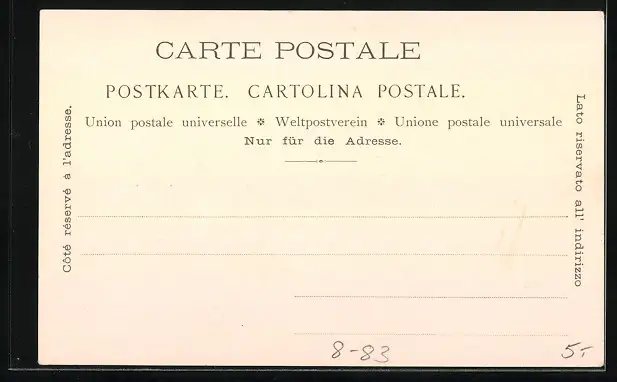 CARTE POSTALE
POSTKARTE. CARTOLINA POSTALE.
Union postale universelle ❉ Weltpostverein ❉ Unione postale universale
Nur für die Adresse.
Côté réservé à l'adresse.
Lato riservato all' indirizzo
8-83
5.-